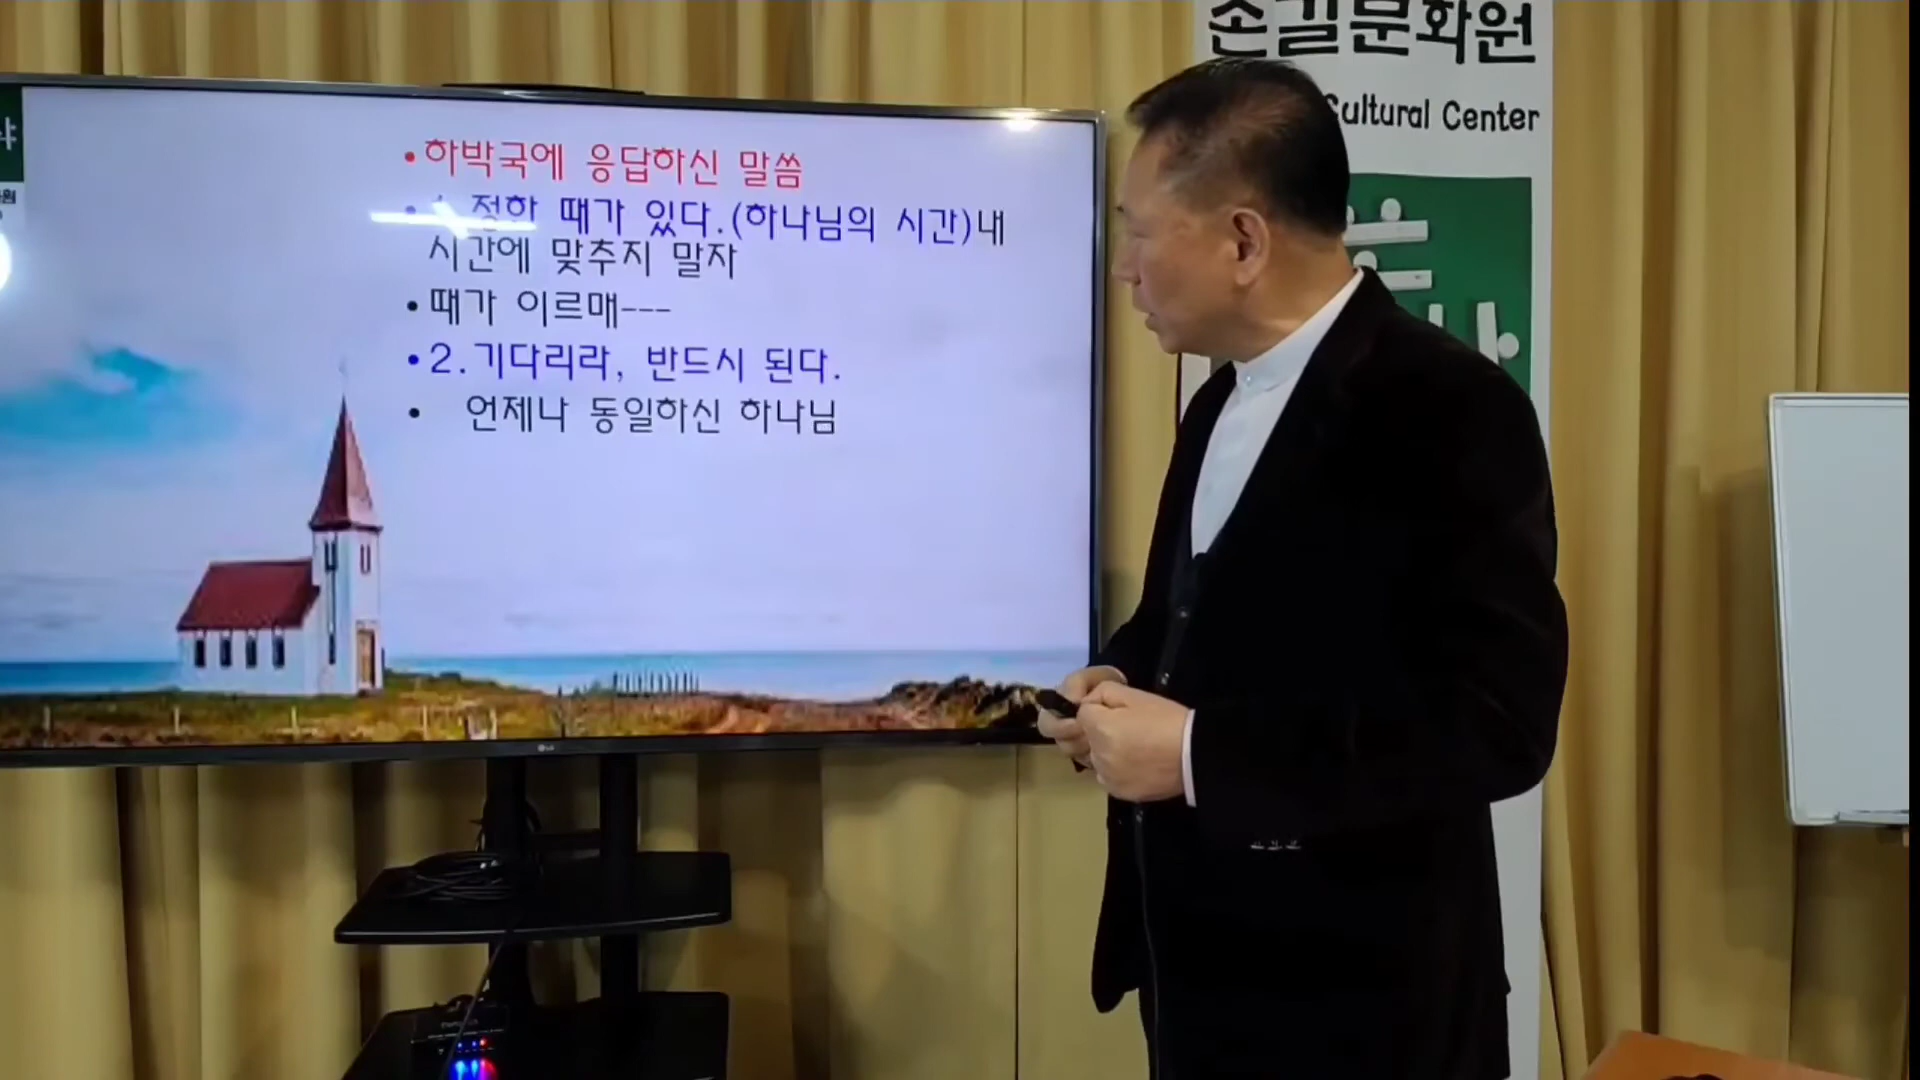 손길문화원
Cultural Center
• 하박국에 응답하신 말씀
• 정한 때가 있다.(하나님의 시간)내
시간에 맞추지 말자
• 때가 이르매---
• 2.기다리라, 반드시 된다.
• 언제나 동일하신 하나님
LG